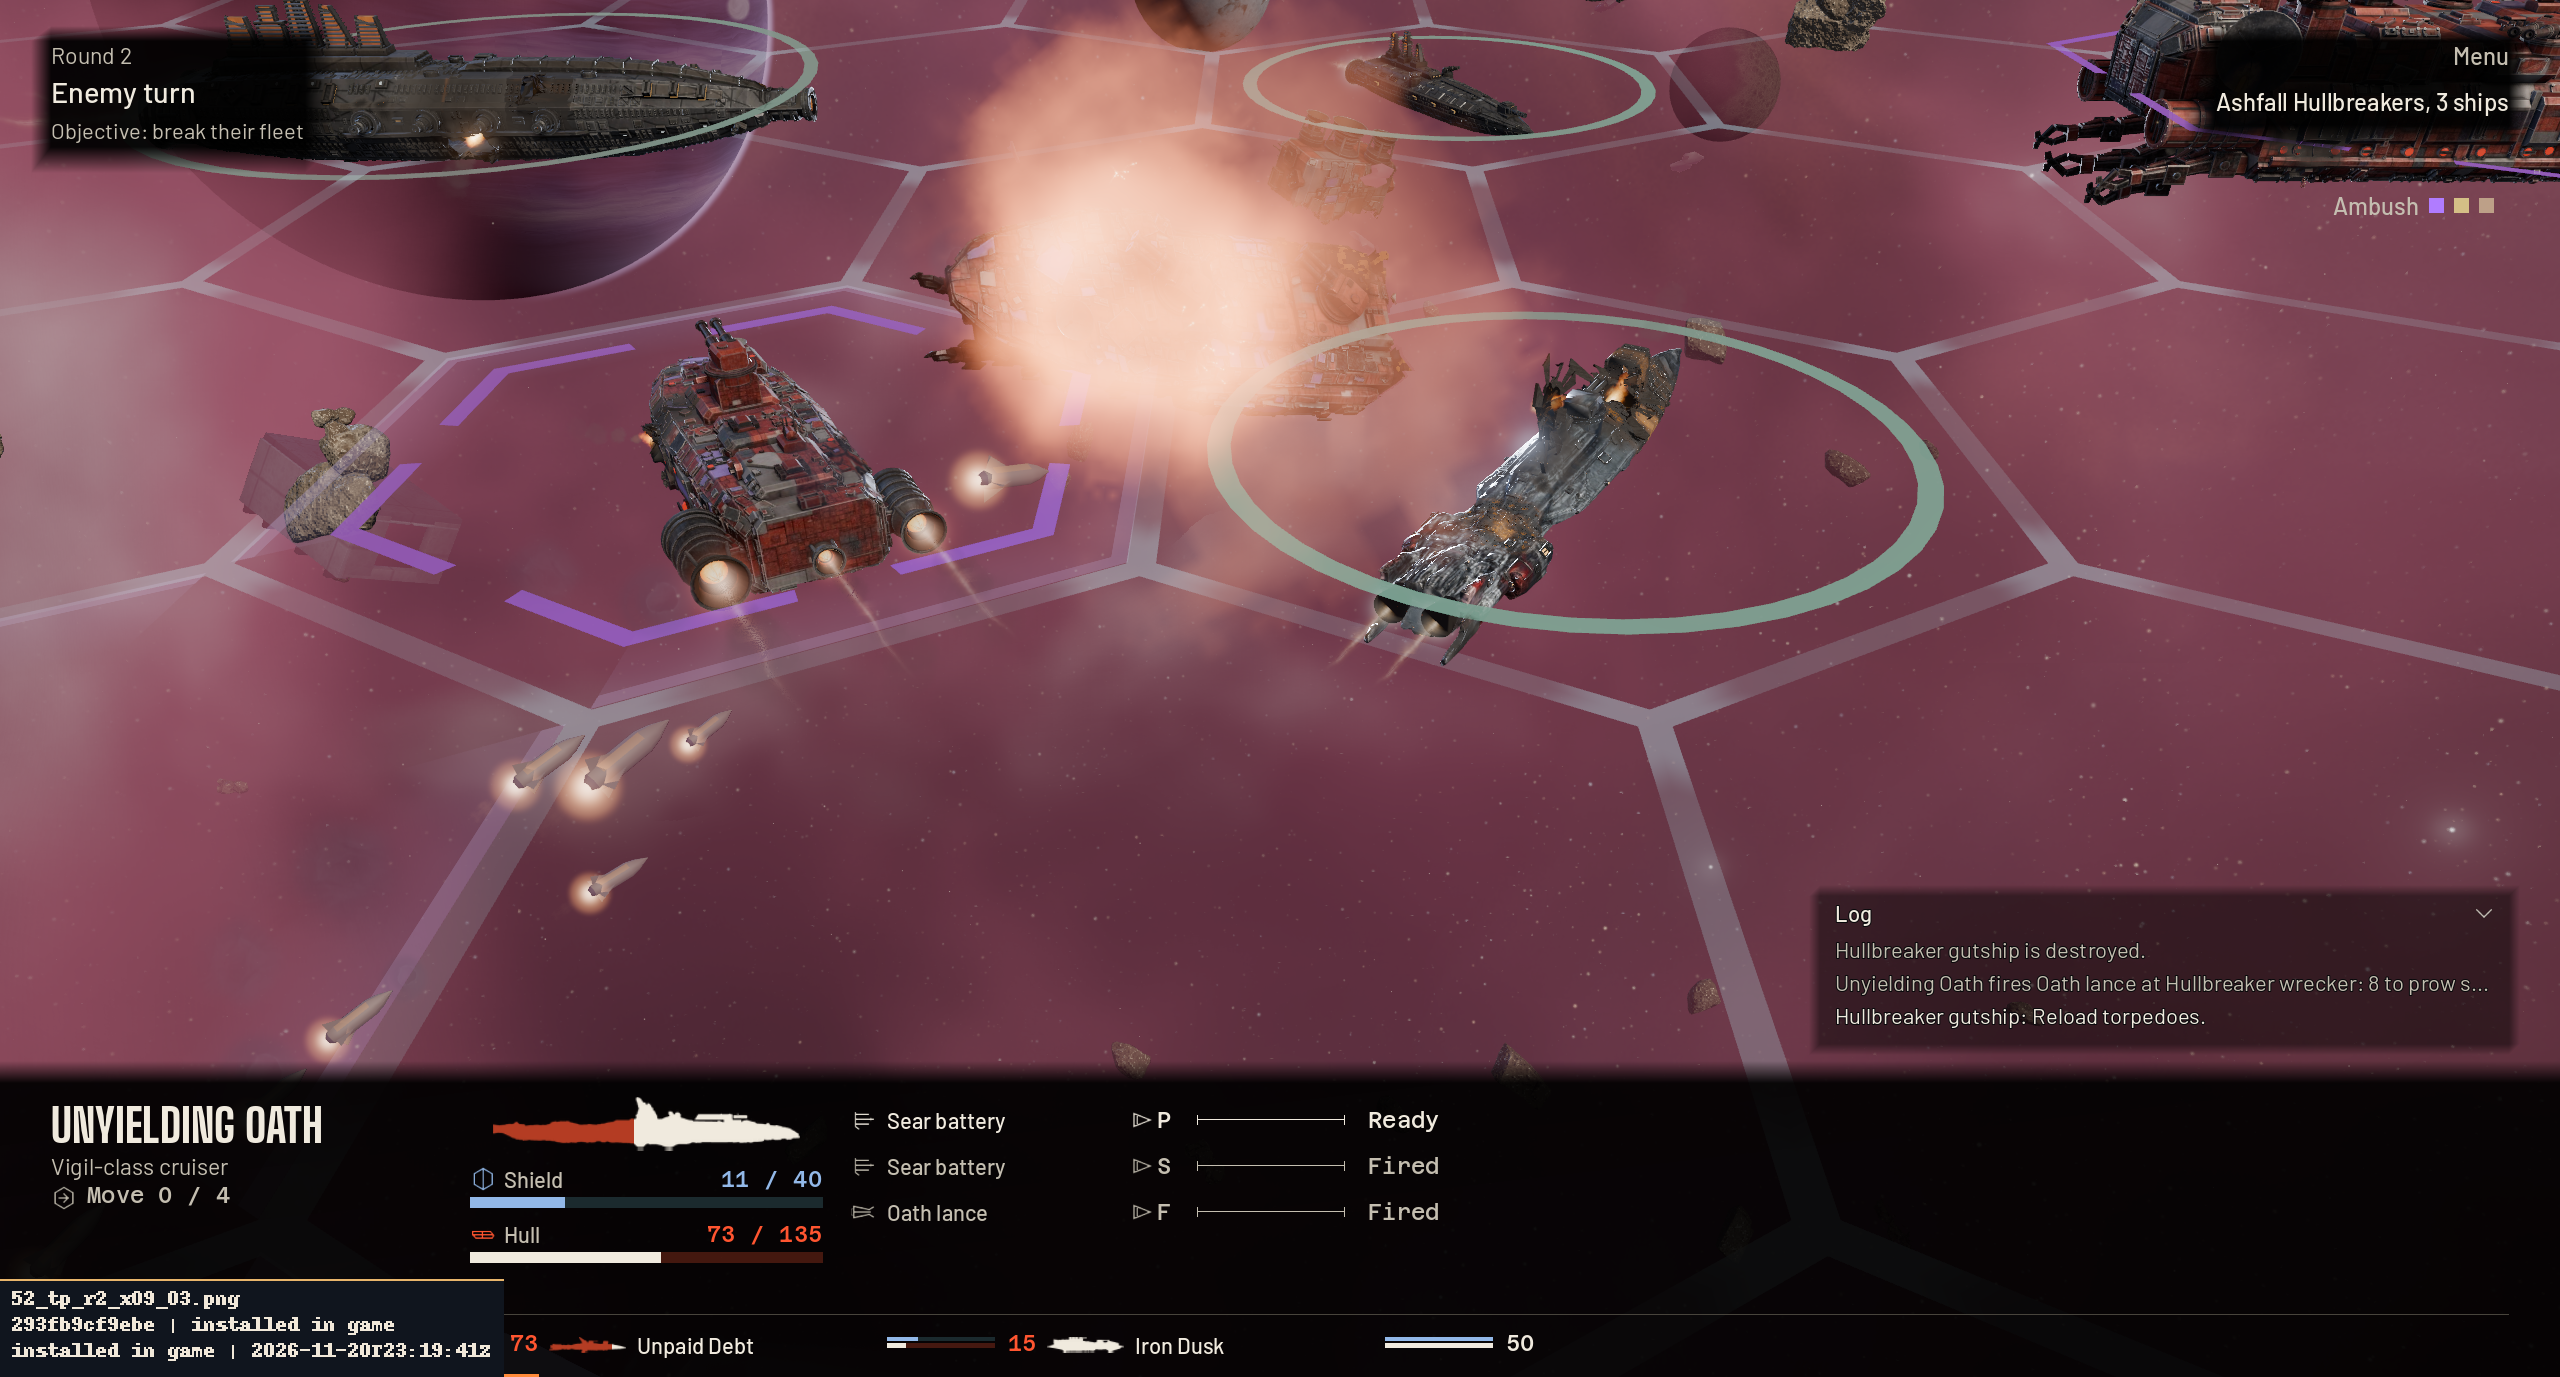 Round 2
Enemy turn
Objective: break their fleet
Menu
Ashfall Hullbreakers, 3 ships
Ambush
Log
Hullbreaker gutship is destroyed.
Unyielding Oath fires Oath lance at Hullbreaker wrecker: 8 to prow s...
Hullbreaker gutship: Reload torpedoes.
UNYIELDING OATH
Vigil-class cruiser
Move 0 / 4
Shield 11 / 40
Hull 73 / 135
Sear battery P Ready
Sear battery S Fired
Oath lance F Fired
52_tp_r2_x09_03.png
293fb9cf9ebe | installed in game
installed in game | 2026-11-20T23:19:41Z
73 Unpaid Debt 15 Iron Dusk 50